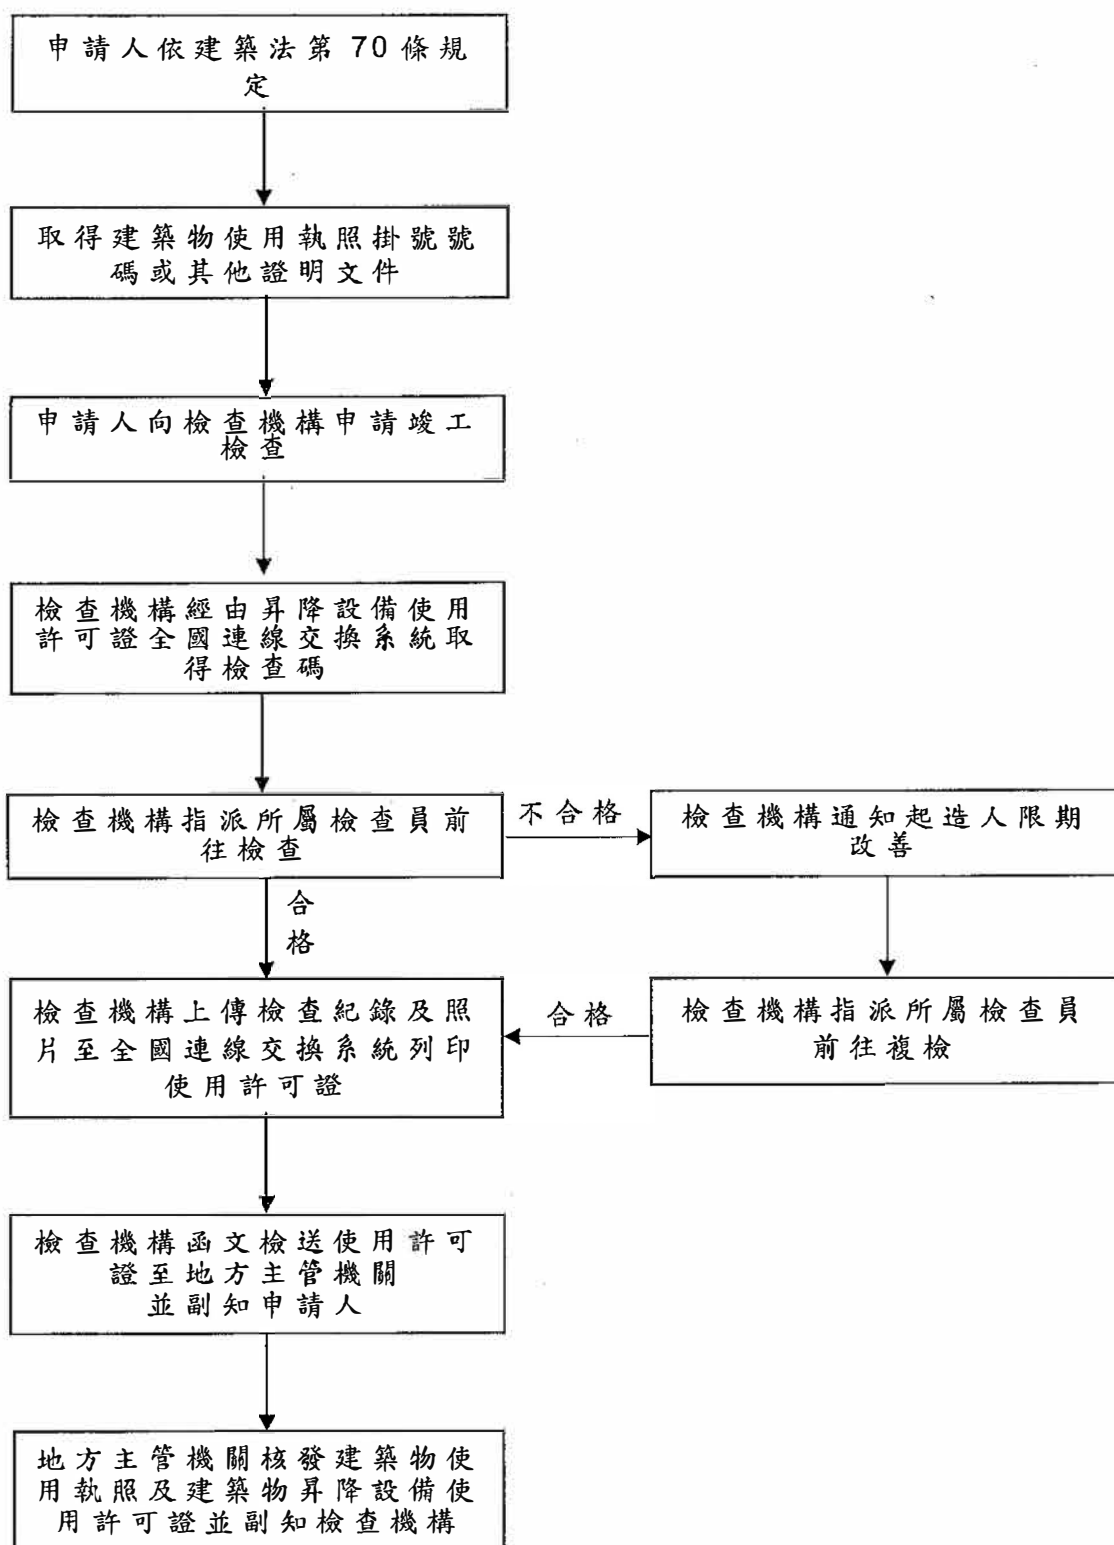 申請人依建築法第 70 條規
定
取得建築物使用執照掛號號
碼或其他證明文件
申請人向檢查機構申請竣工
檢查
檢查機構經由昇降設備使用
許可證全國連線交換系統取
得檢查碼
檢查機構指派所屬檢查員前
往檢查
不合格
檢查機構通知起造人限期
改善
合
格
檢查機構上傳檢查紀錄及照
片至全國連線交換系統列印
使用許可證
合格
檢查機構指派所屬檢查員
前往複檢
檢查機構函文檢送使用許可
證至地方主管機關
並副知申請人
地方主管機關核發建築物使
用執照及建築物昇降設備使
用許可證並副知檢查機構